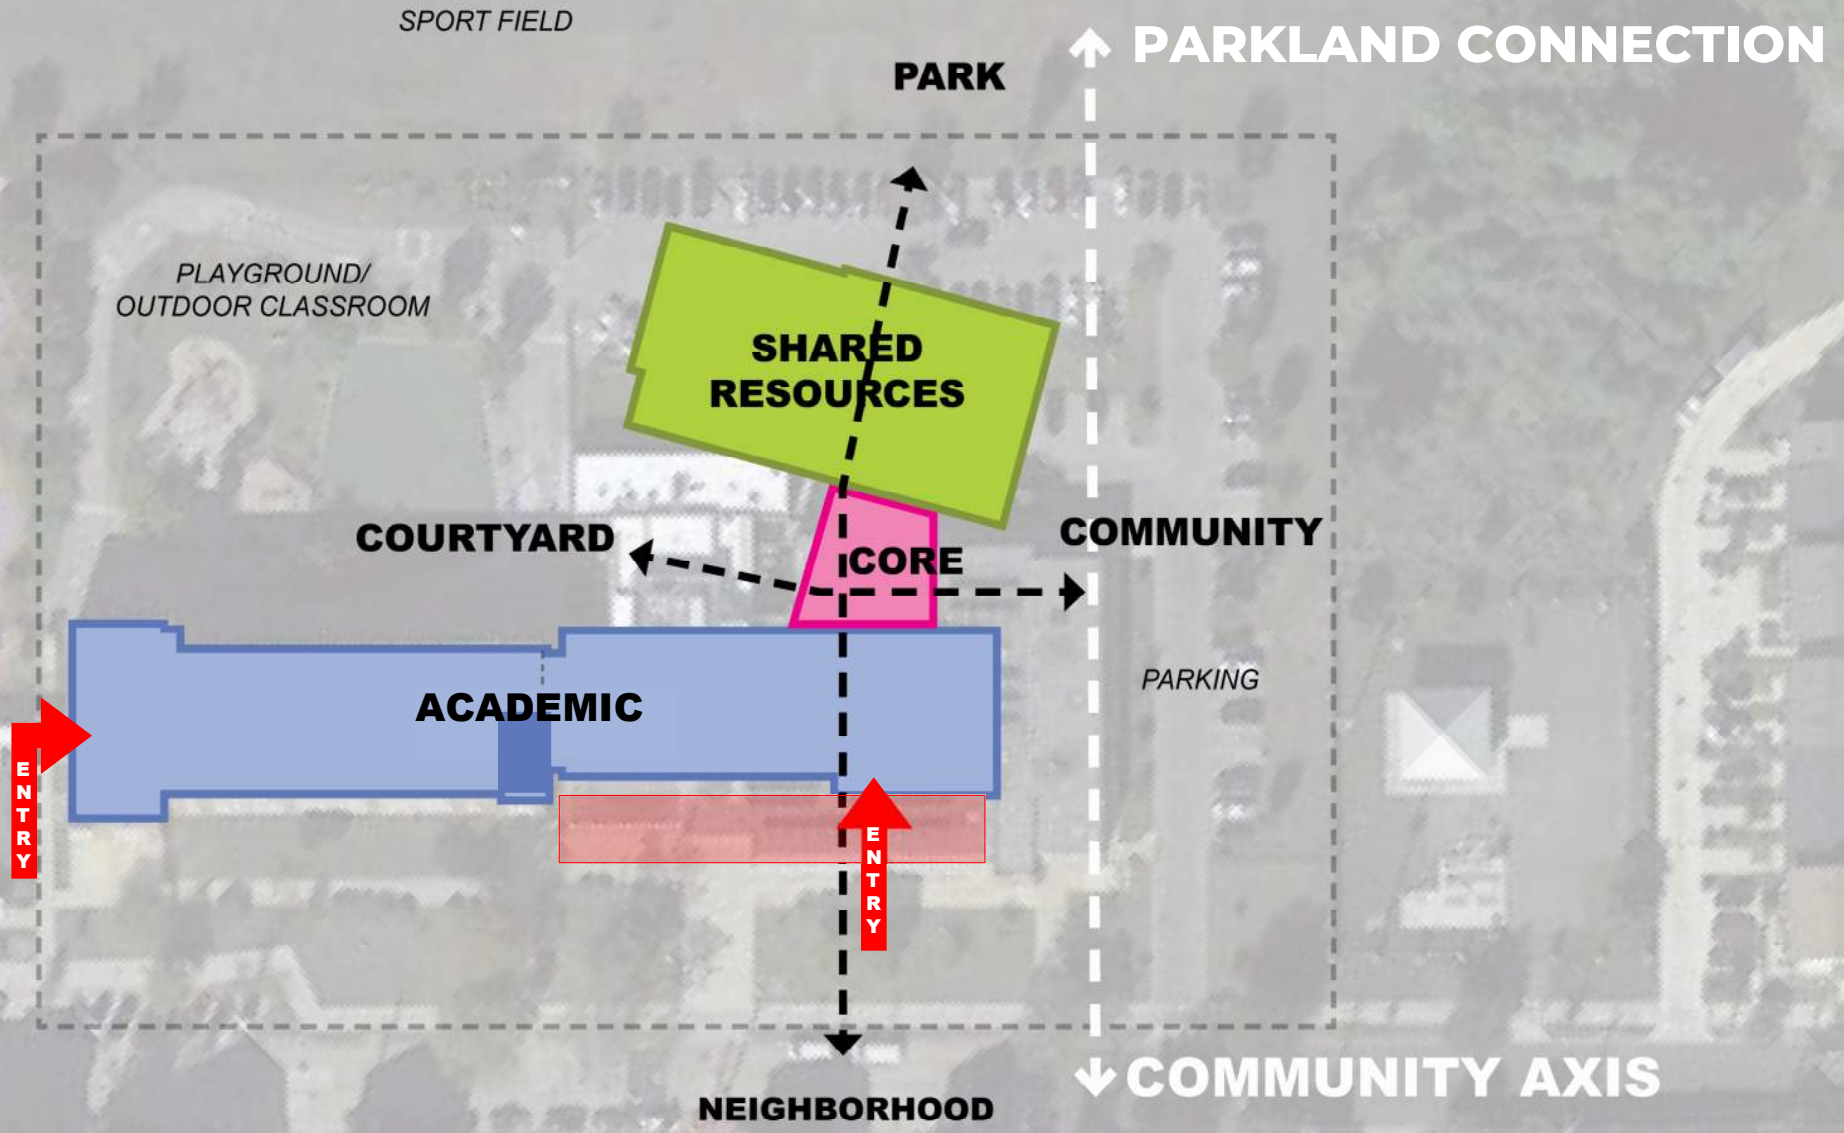 SPORT FIELD
PARKLAND CONNECTION
PARK
PLAYGROUND/
OUTDOOR CLASSROOM
SHARED
RESOURCES
COURTYARD
CORE
COMMUNITY
ACADEMIC
PARKING
ENTRY
ENTRY
COMMUNITY AXIS
NEIGHBORHOOD